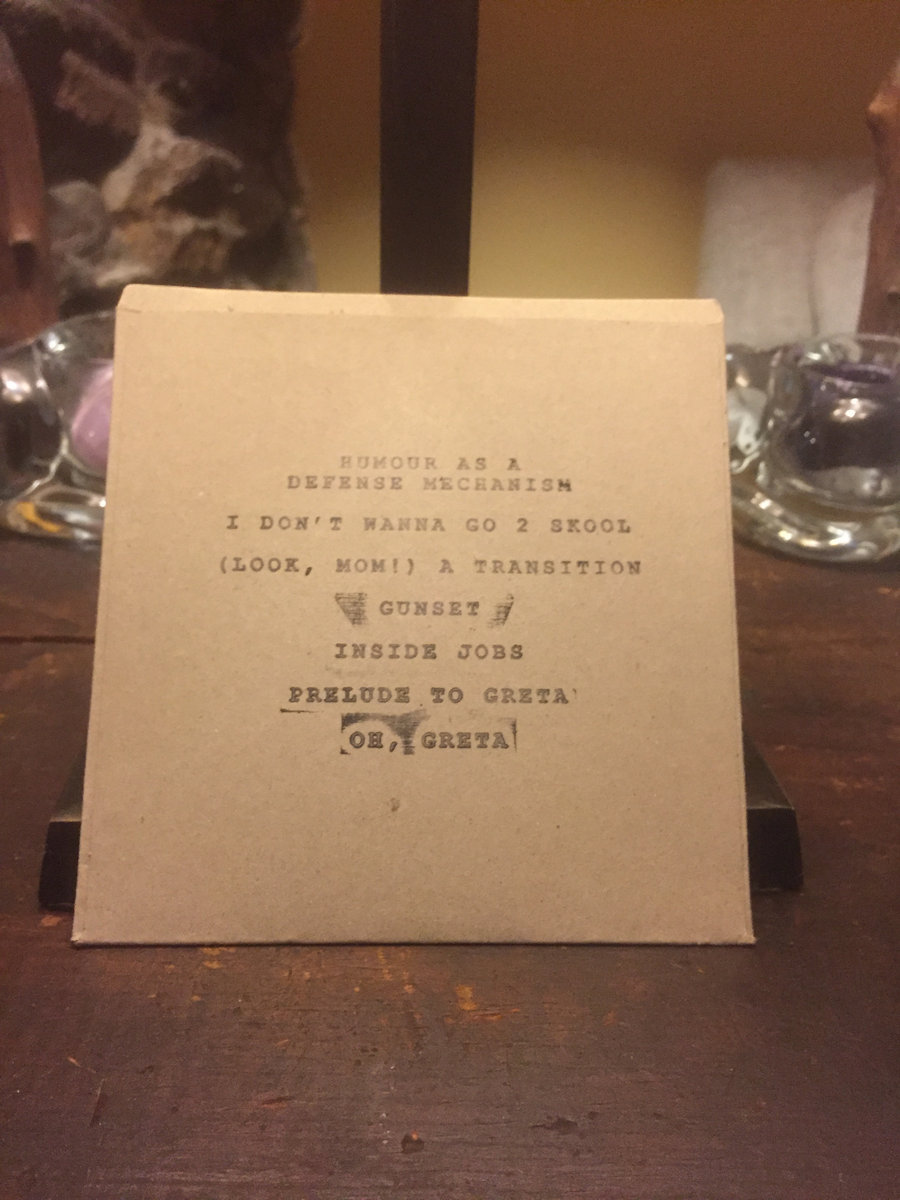 HUMOUR AS A
DEFENSE MECHANISM
I DON'T WANNA GO 2 SKOOL
(LOOK, MOM!) A TRANSITION
GUNSET
INSIDE JOBS
PRELUDE TO GRETA
OH, GRETA